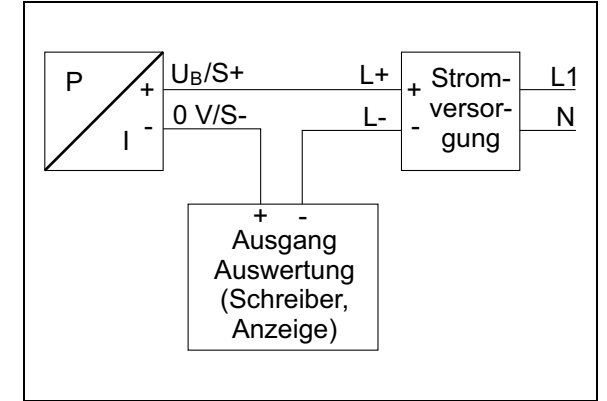 P
I
+
-
UB/S+
0 V/S-
L+
L-
+
-
Strom-
versor-
gung
L1
N
+ -
Ausgang
Auswertung
(Schreiber,
Anzeige)